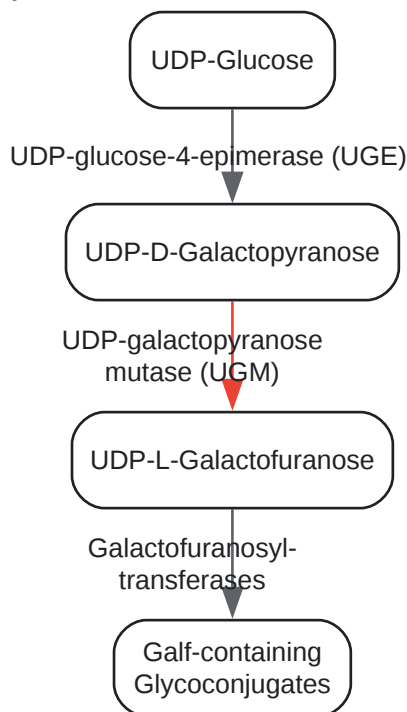 UDP-Glucose
UDP-glucose-4-epimerase (UGE)
UDP-D-Galactopyranose
UDP-galactopyranose
mutase (UGM)
UDP-L-Galactofuranose
Galactofuranosyl-
transferases
Galf-containing
Glycoconjugates